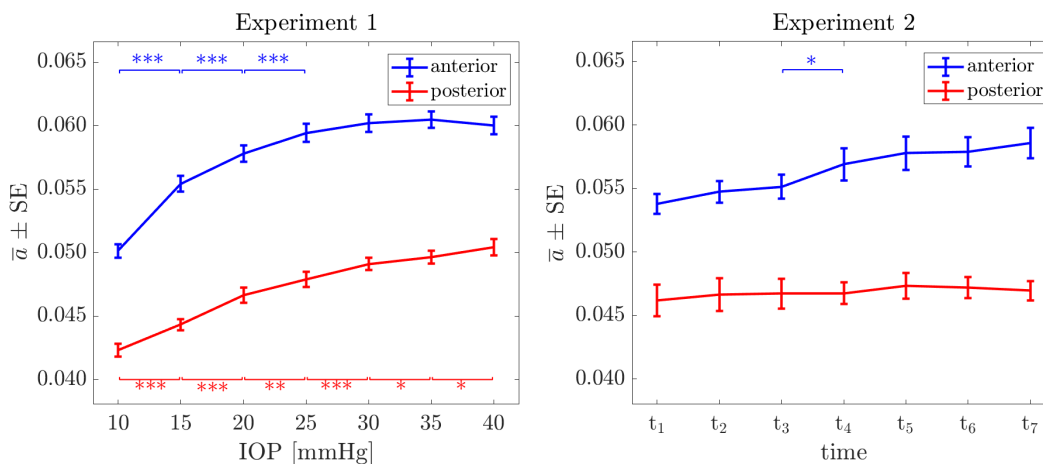 Experiment 1
0.065
0.060
0.055
0.050
0.045
0.040
a̅ ± SE
*** *** ***
anterior
posterior
*** *** ** *** * *
10 15 20 25 30 35 40
IOP [mmHg]
Experiment 2
0.065
0.060
0.055
0.050
0.045
0.040
a̅ ± SE
*
anterior
posterior
t₁ t₂ t₃ t₄ t₅ t₆ t₇
time